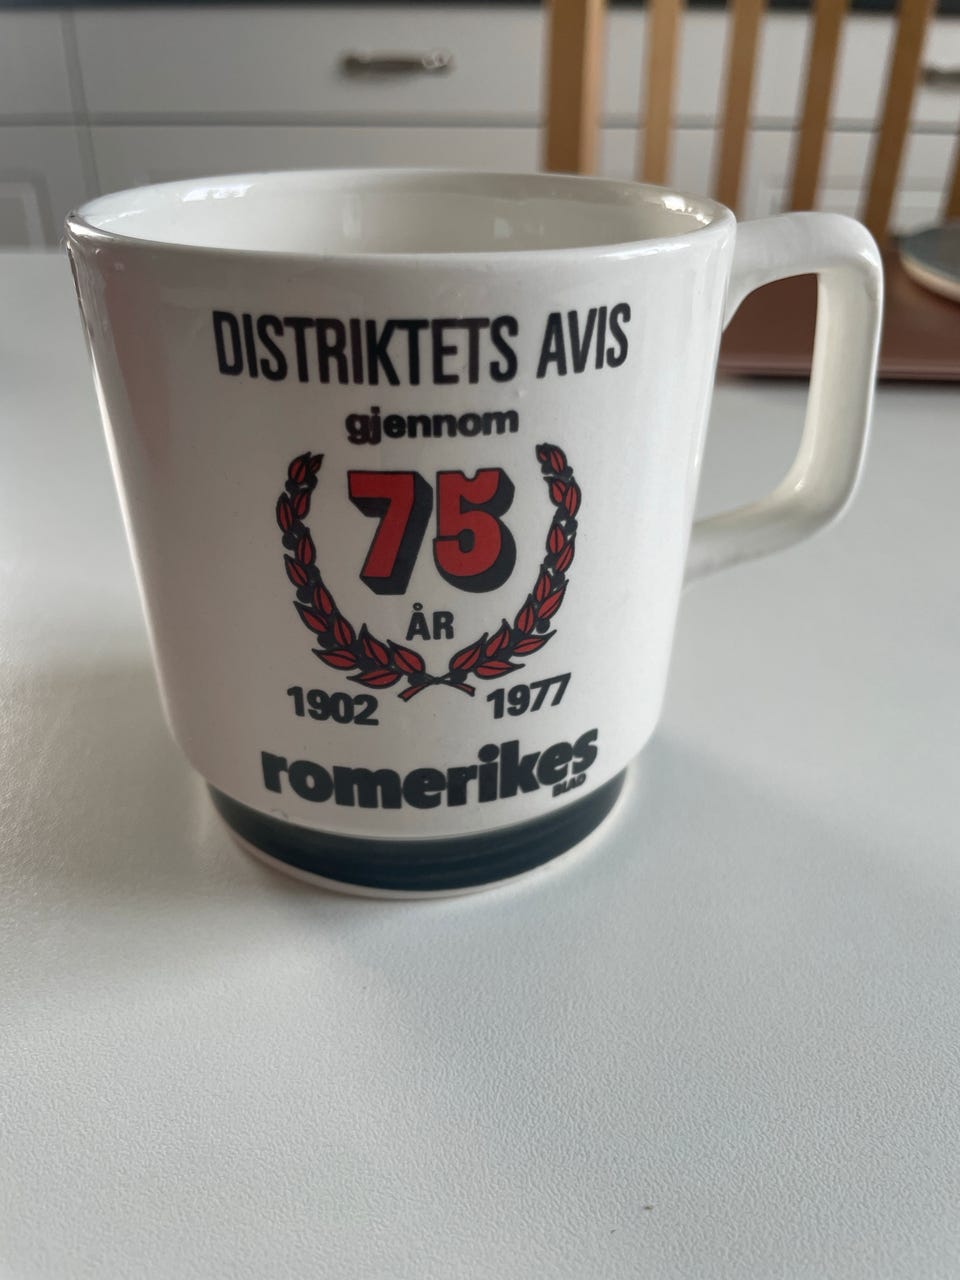 DISTRIKTETS AVIS
gjennom
75
ÅR
1902 1977
romerikes
BLAD